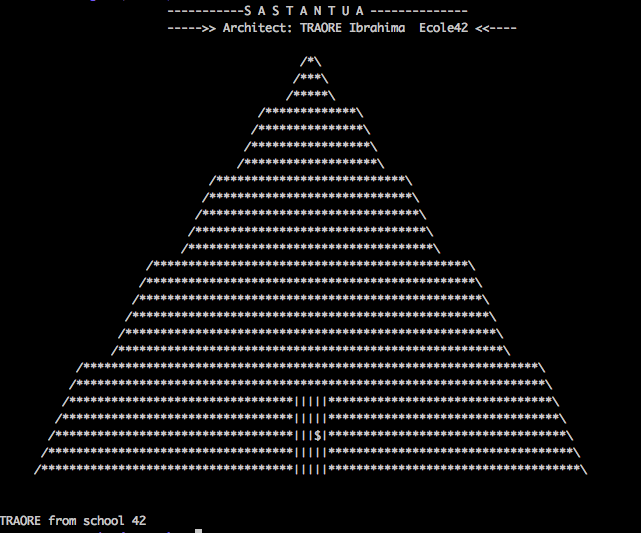 -----------S A S T A N T U A --------------
----->> Architect: TRAORE Ibrahima  Ecole42 <<----
TRAORE from school 42